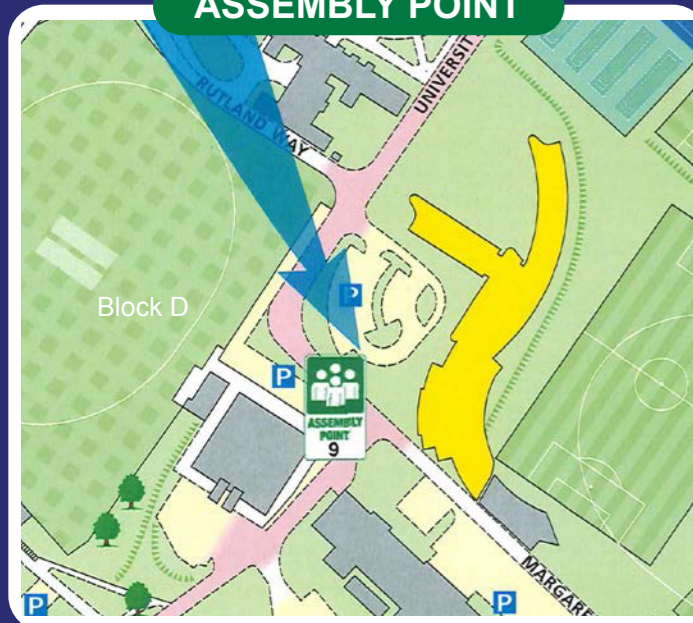 ASSEMBLY POINT
RUTLAND WAY
UNIVERSIT
P
Block D
P
ASSEMBLY
POINT
9
MARGARE
P
P